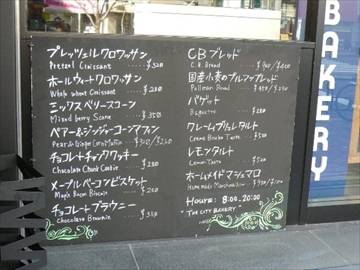 プレッツェルクロワッサン
Pretzel Croissant ¥320
ホールウィートクロワッサン
Whole wheat Croissant ¥280
ミックスベリースコーン
Mixed berry Scone ¥350
ペアー&ジンジャーコーンマフィン
チョコレートチャンククッキー
Chocolate Chunk Cookie ¥280
メープルベーコンビスケット
Maple Bacon Biscuit ¥280
チョコレートブラウニー
Chocolate Brownie
CBブレッド
C.B. Bread
国産小麦のプルマンブレッド
Pullman Bread
バゲット
Baguette
クレームブリュレタルト
Creme Brulee Tarte ¥500
レモンタルト
Lemon Tarte ¥500
ホームメイドマシュマロ
Homemade Marshmallow
Hours: 8:00-20:00
"THE CITY BAKERY"
BAKERY